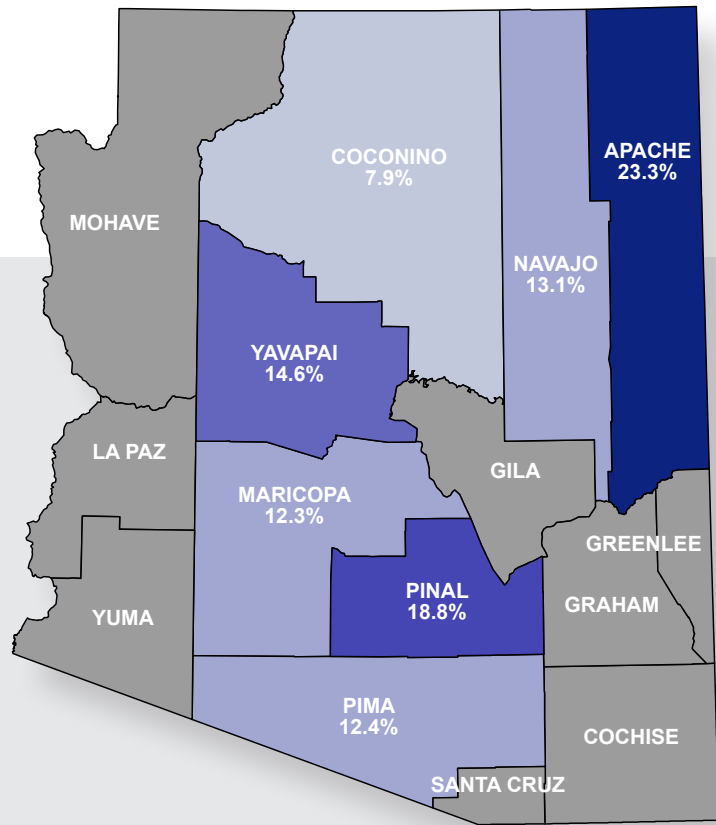 COCONINO
7.9%
APACHE
23.3%
MOHAVE
NAVAJO
13.1%
YAVAPAI
14.6%
LA PAZ
GILA
MARICOPA
12.3%
GREENLEE
PINAL
18.8%
GRAHAM
YUMA
PIMA
12.4%
COCHISE
SANTA CRUZ